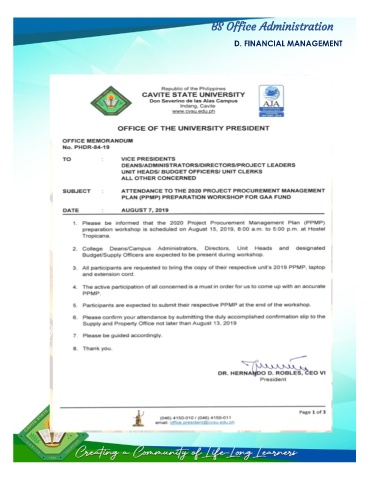 BS Office Administration
D. FINANCIAL MANAGEMENT
Republic of the Philippines
CAVITE STATE UNIVERSITY
Don Severino de las Alas Campus
Indang, Cavite
www.cvsu.edu.ph
AJA
OFFICE OF THE UNIVERSITY PRESIDENT
OFFICE MEMORANDUM
No. PHDR-84-19
TO : VICE PRESIDENTS
DEANS/ADMINISTRATORS/DIRECTORS/PROJECT LEADERS
UNIT HEADS/ BUDGET OFFICERS/ UNIT CLERKS
ALL OTHER CONCERNED
SUBJECT : ATTENDANCE TO THE 2020 PROJECT PROCUREMENT MANAGEMENT
PLAN (PPMP) PREPARATION WORKSHOP FOR GAA FUND
DATE : AUGUST 7, 2019
1. Please be informed that the 2020 Project Procurement Management Plan (PPMP)
preparation workshop is scheduled on August 15, 2019, 8:00 a.m. to 5:00 p.m. at Hostel
Tropicana.
2. College Deans/Campus Administrators, Directors, Unit Heads and designated
Budget/Supply Officers are expected to be present during workshop.
3. All participants are requested to bring the copy of their respective unit's 2019 PPMP, laptop
and extension cord.
4. The active participation of all concerned is a must in order for us to come up with an accurate
PPMP.
5. Participants are expected to submit their respective PPMP at the end of the workshop.
6. Please confirm your attendance by submitting the duly accomplished confirmation slip to the
Supply and Property Office not later than August 13, 2019
7. Please be guided accordingly.
8. Thank you.
DR. HERNANDO D. ROBLES, CEO VI
President
Page 1 of 3
(046) 4150-010 / (046) 4150-011
email: office.president@cvsu.edu.ph
Creating a Community of Life-Long Learners